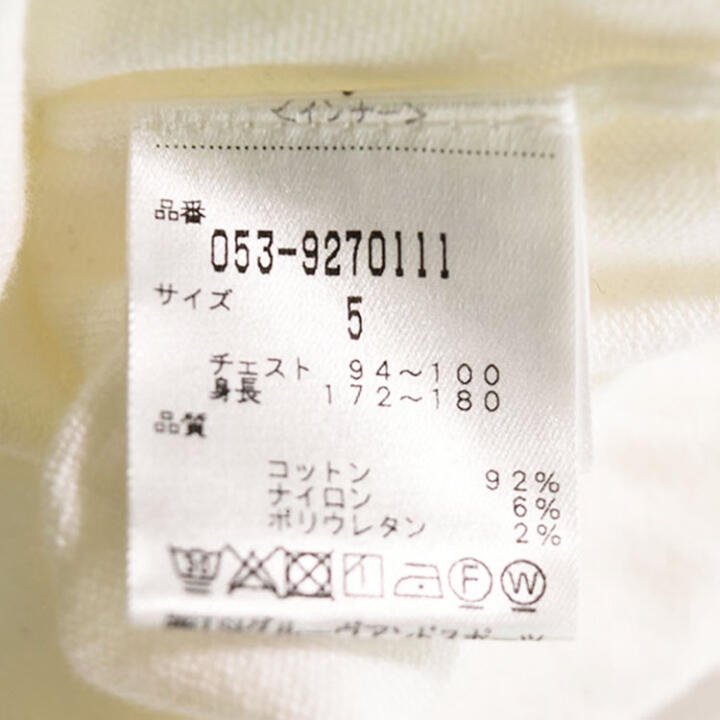 <インナー>
品番
053-9270111
サイズ
5
チェスト 94～100
身長 172～180
品質
コットン 92%
ナイロン 6%
ポリウレタン 2%
F W